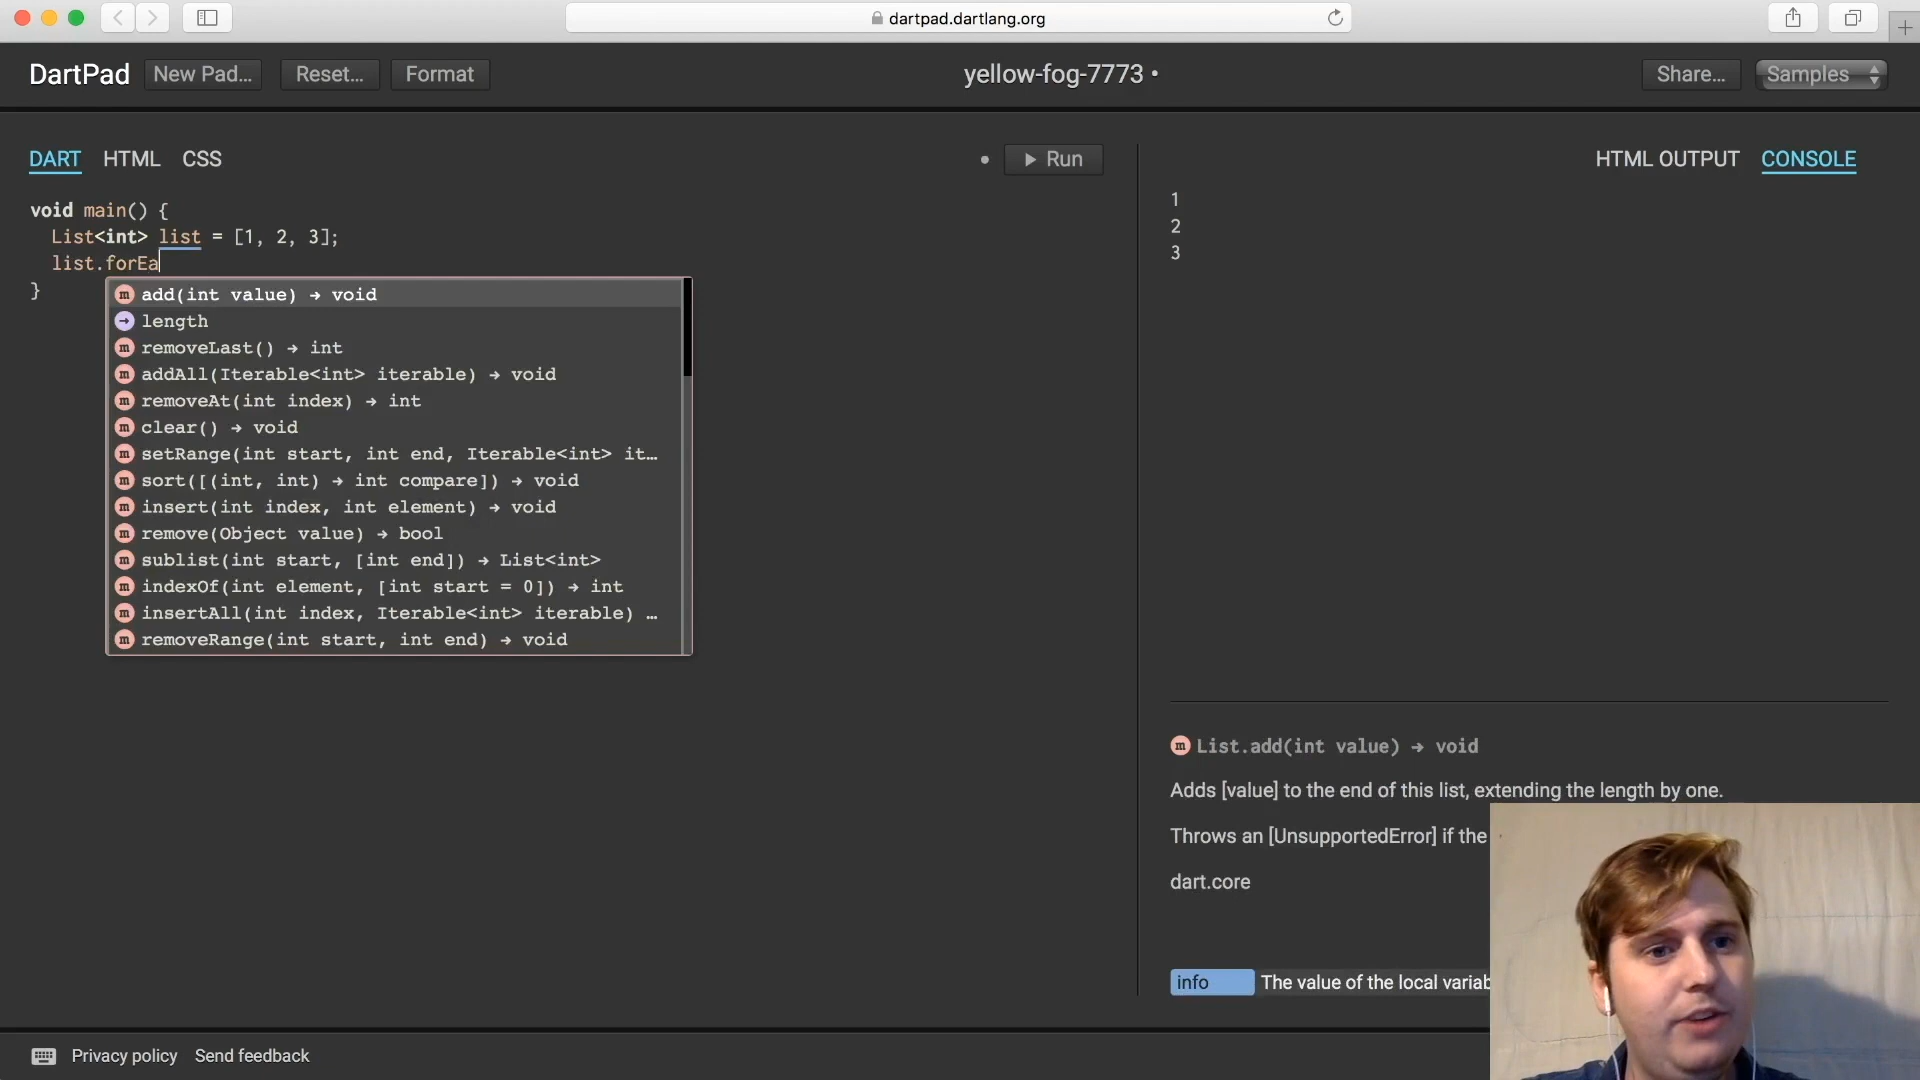 dartpad.dartlang.org
DartPad New Pad... Reset... Format yellow-fog-7773 • Share... Samples
DART HTML CSS Run HTML OUTPUT CONSOLE
void main() {
List<int> list = [1, 2, 3];
list.forEa
}
add(int value) → void
length
removeLast() → int
addAll(Iterable<int> iterable) → void
removeAt(int index) → int
clear() → void
setRange(int start, int end, Iterable<int> it…
sort([(int, int) → int compare]) → void
insert(int index, int element) → void
remove(Object value) → bool
sublist(int start, [int end]) → List<int>
indexOf(int element, [int start = 0]) → int
insertAll(int index, Iterable<int> iterable) …
removeRange(int start, int end) → void
1
2
3
m List.add(int value) → void
Adds [value] to the end of this list, extending the length by one.
Throws an [UnsupportedError] if the
dart.core
info The value of the local variab
Privacy policy Send feedback